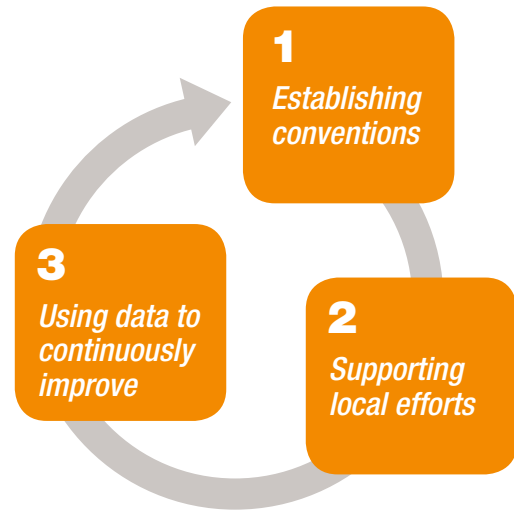 1
Establishing
conventions
2
Supporting
local efforts
3
Using data to
continuously
improve